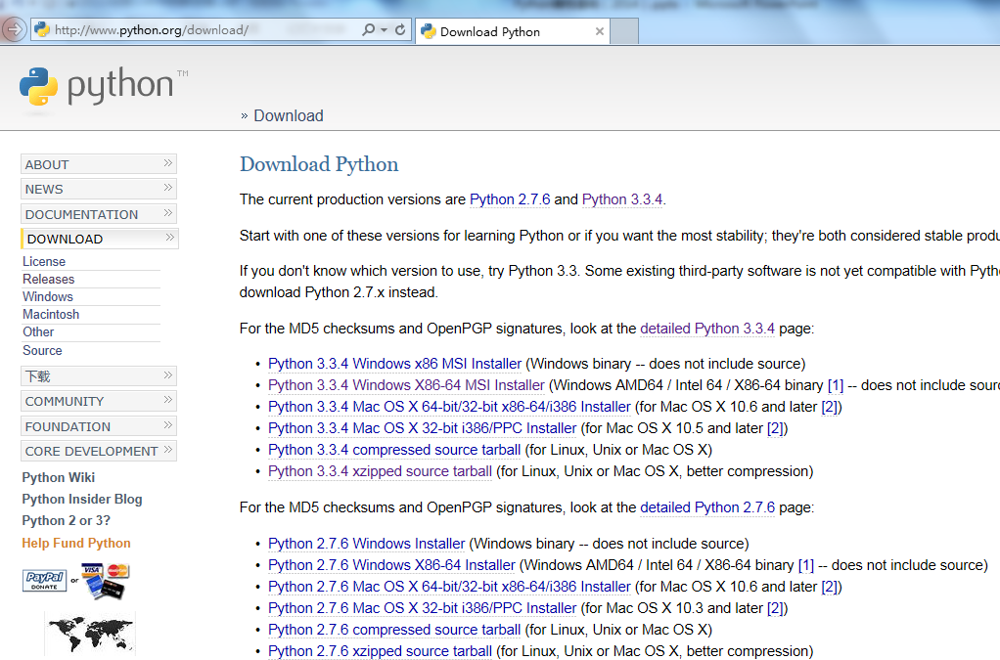 http://www.python.org/download/
Download Python
python™
» Download
ABOUT
NEWS
DOCUMENTATION
DOWNLOAD
License
Releases
Windows
Macintosh
Other
Source
下载
COMMUNITY
FOUNDATION
CORE DEVELOPMENT
Python Wiki
Python Insider Blog
Python 2 or 3?
Help Fund Python
PayPal
DONATE
or
VISA
MasterCard
Download Python
The current production versions are Python 2.7.6 and Python 3.3.4.
Start with one of these versions for learning Python or if you want the most stability; they're both considered stable produ
If you don't know which version to use, try Python 3.3. Some existing third-party software is not yet compatible with Pytho
download Python 2.7.x instead.
For the MD5 checksums and OpenPGP signatures, look at the detailed Python 3.3.4 page:
• Python 3.3.4 Windows x86 MSI Installer (Windows binary -- does not include source)
• Python 3.3.4 Windows X86-64 MSI Installer (Windows AMD64 / Intel 64 / X86-64 binary [1] -- does not include sourc
• Python 3.3.4 Mac OS X 64-bit/32-bit x86-64/i386 Installer (for Mac OS X 10.6 and later [2])
• Python 3.3.4 Mac OS X 32-bit i386/PPC Installer (for Mac OS X 10.5 and later [2])
• Python 3.3.4 compressed source tarball (for Linux, Unix or Mac OS X)
• Python 3.3.4 xzipped source tarball (for Linux, Unix or Mac OS X, better compression)
For the MD5 checksums and OpenPGP signatures, look at the detailed Python 2.7.6 page:
• Python 2.7.6 Windows Installer (Windows binary -- does not include source)
• Python 2.7.6 Windows X86-64 Installer (Windows AMD64 / Intel 64 / X86-64 binary [1] -- does not include source)
• Python 2.7.6 Mac OS X 64-bit/32-bit x86-64/i386 Installer (for Mac OS X 10.6 and later [2])
• Python 2.7.6 Mac OS X 32-bit i386/PPC Installer (for Mac OS X 10.3 and later [2])
• Python 2.7.6 compressed source tarball (for Linux, Unix or Mac OS X)
• Python 2.7.6 xzipped source tarball (for Linux, Unix or Mac OS X, better compression)